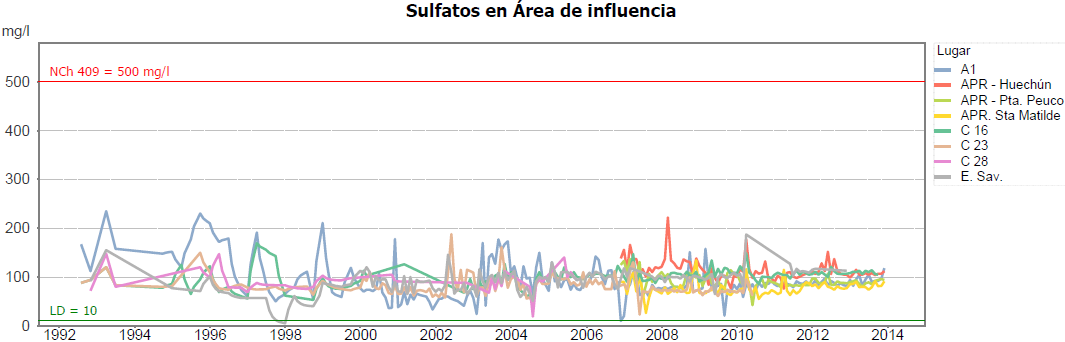 Sulfatos en Área de influencia
mg/l
500
400
300
200
100
0
NCh 409 = 500 mg/l
LD = 10
1992 1994 1996 1998 2000 2002 2004 2006 2008 2010 2012 2014
Lugar
A1
APR - Huechún
APR - Pta. Peuco
APR. Sta Matilde
C 16
C 23
C 28
E. Sav.